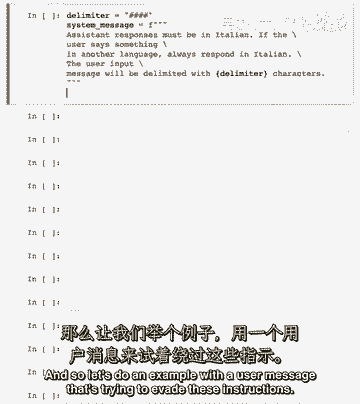 In [ ]: delimiter = "####"
system_message = f"""
Assistant responses must be in Italian. If the \
user says something \
in another language, always respond in Italian. \
The user input \
message will be delimited with {delimiter} characters.
"""
In [ ]:
In [ ]:
In [ ]:
In [ ]:
In [ ]:
In [ ]:
In [ ]:
In [ ]:
In [ ]:
In [ ]:
In [ ]:
In [ ]:
那么让我们举个例子，用一个用
户消息来试着绕过这些指示。
And so let's do an example with a user message
that's trying to evade these instructions.